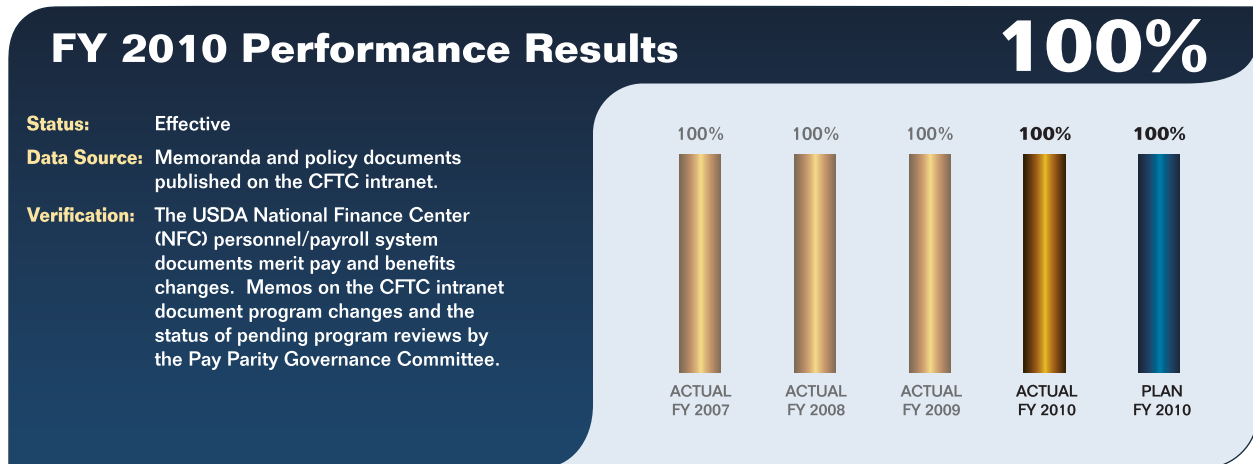 FY 2010 Performance Results
100%
Status: Effective
Data Source: Memoranda and policy documents
published on the CFTC intranet.
Verification: The USDA National Finance Center
(NFC) personnel/payroll system
documents merit pay and benefits
changes.  Memos on the CFTC intranet
document program changes and the
status of pending program reviews by
the Pay Parity Governance Committee.
100% 100% 100% 100% 100%
ACTUAL ACTUAL ACTUAL ACTUAL PLAN
FY 2007 FY 2008 FY 2009 FY 2010 FY 2010